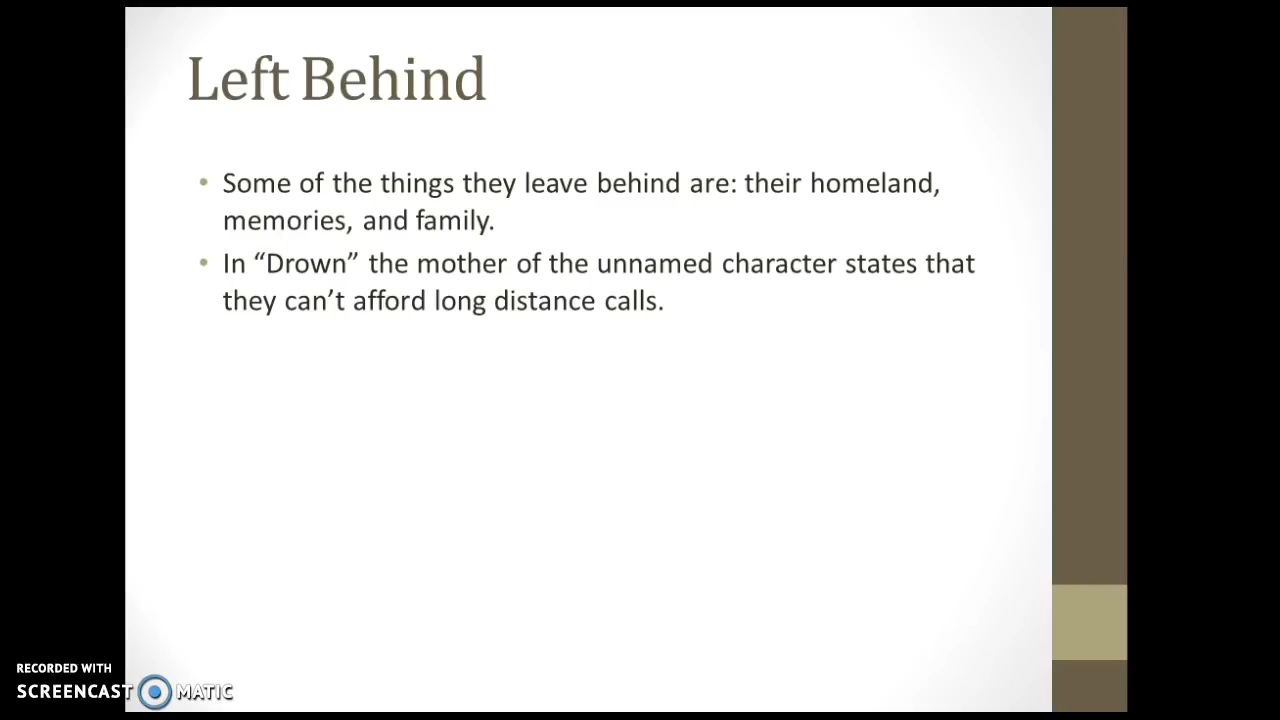 Left Behind
• Some of the things they leave behind are: their homeland,
memories, and family.
• In “Drown” the mother of the unnamed character states that
they can’t afford long distance calls.
RECORDED WITH
SCREENCAST MATIC